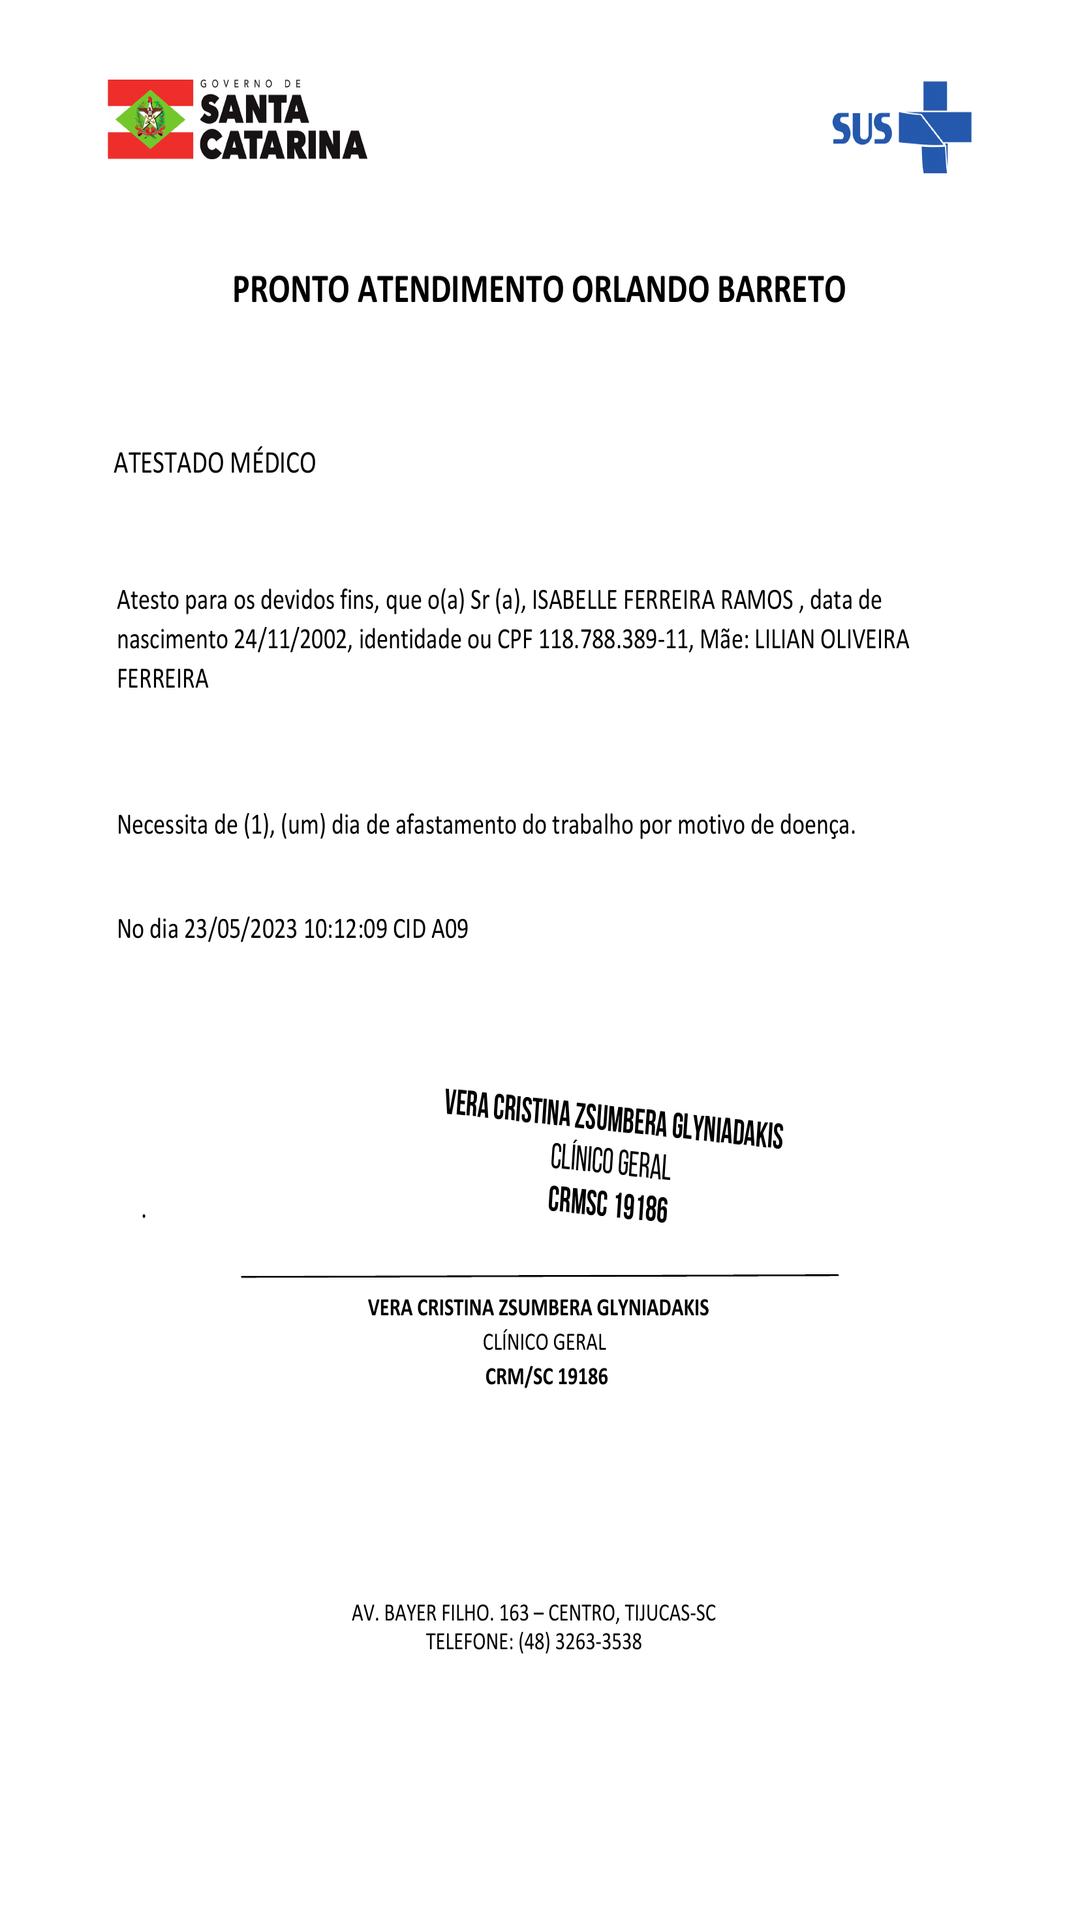 GOVERNO DE
SANTA
CATARINA
SUS
PRONTO ATENDIMENTO ORLANDO BARRETO
ATESTADO MÉDICO
Atesto para os devidos fins, que o(a) Sr (a), ISABELLE FERREIRA RAMOS , data de
nascimento 24/11/2002, identidade ou CPF 118.788.389-11, Mãe: LILIAN OLIVEIRA
FERREIRA
Necessita de (1), (um) dia de afastamento do trabalho por motivo de doença.
No dia 23/05/2023 10:12:09 CID A09
VERA CRISTINA ZSUMBERA GLYNIADAKIS
CLÍNICO GERAL
CRMSC 19186
.
VERA CRISTINA ZSUMBERA GLYNIADAKIS
CLÍNICO GERAL
CRM/SC 19186
AV. BAYER FILHO. 163 – CENTRO, TIJUCAS-SC
TELEFONE: (48) 3263-3538